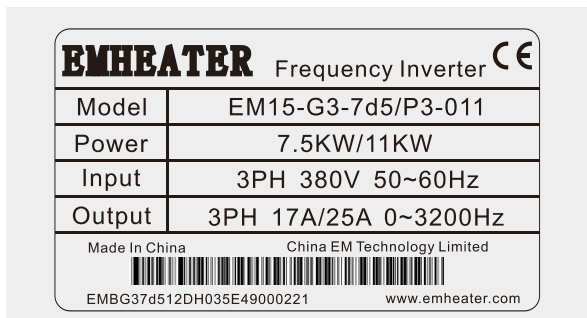 EMHEATER Frequency Inverter CE
Model EM15-G3-7d5/P3-011
Power 7.5KW/11KW
Input 3PH 380V 50~60Hz
Output 3PH 17A/25A 0~3200Hz
Made In China China EM Technology Limited
EMBG37d512DH035E49000221 www.emheater.com